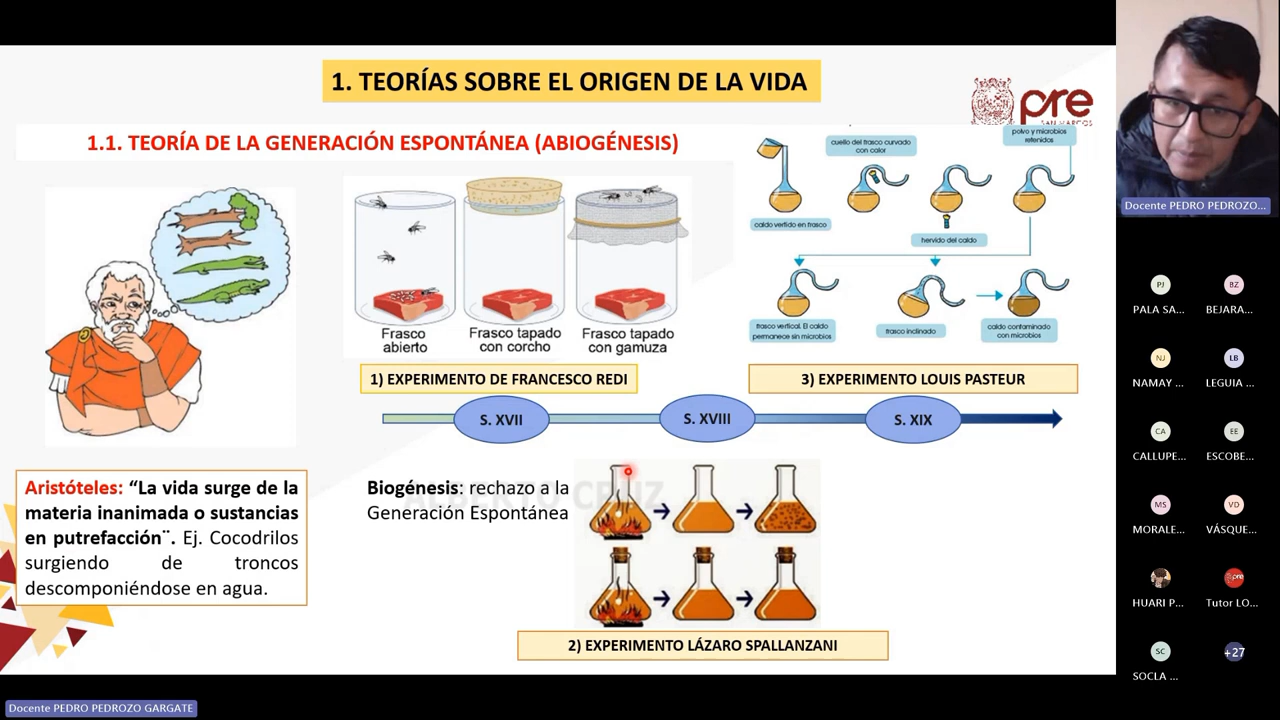 1. TEORÍAS SOBRE EL ORIGEN DE LA VIDA
pre
SAN MARCOS
1.1. TEORÍA DE LA GENERACIÓN ESPONTÁNEA (ABIOGÉNESIS)
Frasco
abierto
Frasco tapado
con corcho
Frasco tapado
con gamuza
1) EXPERIMENTO DE FRANCESCO REDI
cuello del frasco curvado
con calor
polvo y microbios
retenidos
caldo vertido en frasco
hervido del caldo
frasco vertical. El caldo
permanece sin microbios
frasco inclinado
caldo contaminado
con microbios
3) EXPERIMENTO LOUIS PASTEUR
S. XVII
S. XVIII
S. XIX
Aristóteles: “La vida surge de la
materia inanimada o sustancias
en putrefacción¨. Ej. Cocodrilos
surgiendo de troncos
descomponiéndose en agua.
Biogénesis: rechazo a la
Generación Espontánea
ALBERTO CRUZ
2) EXPERIMENTO LÁZARO SPALLANZANI
Docente PEDRO PEDROZO...
PJ
BZ
PALA SA...
BEJARA...
NJ
LB
NAMAY ...
LEGUIA ...
CA
EE
CALLUPE...
ESCOBE...
MS
VD
MORALE...
VÁSQUE...
pre
HUARI P...
Tutor LO...
SC
+27
SOCLA ...
Docente PEDRO PEDROZO GARGATE